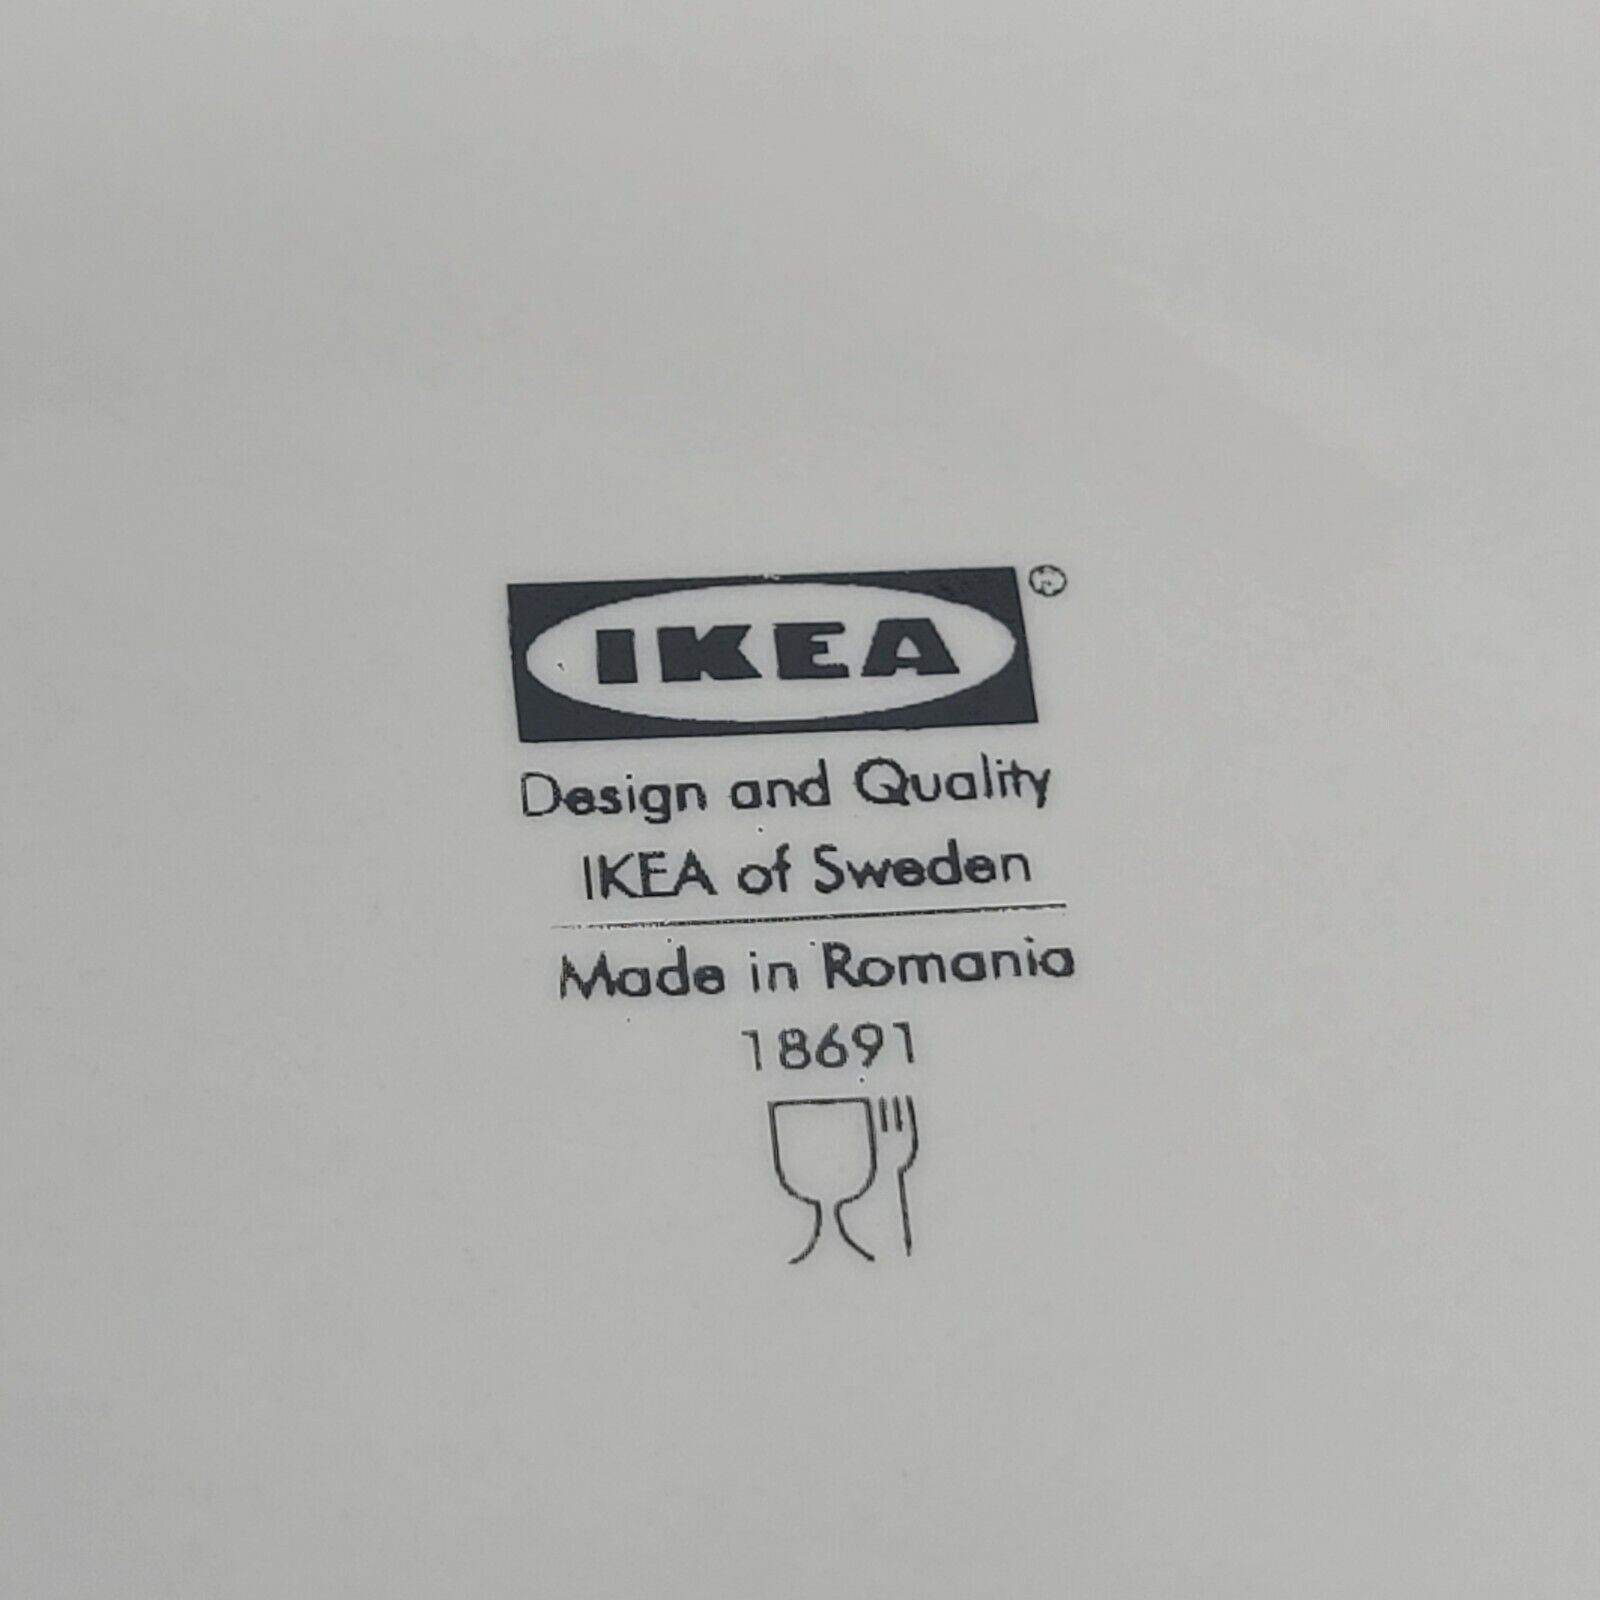 IKEA®
Design and Quality
IKEA of Sweden
Made in Romania
18691